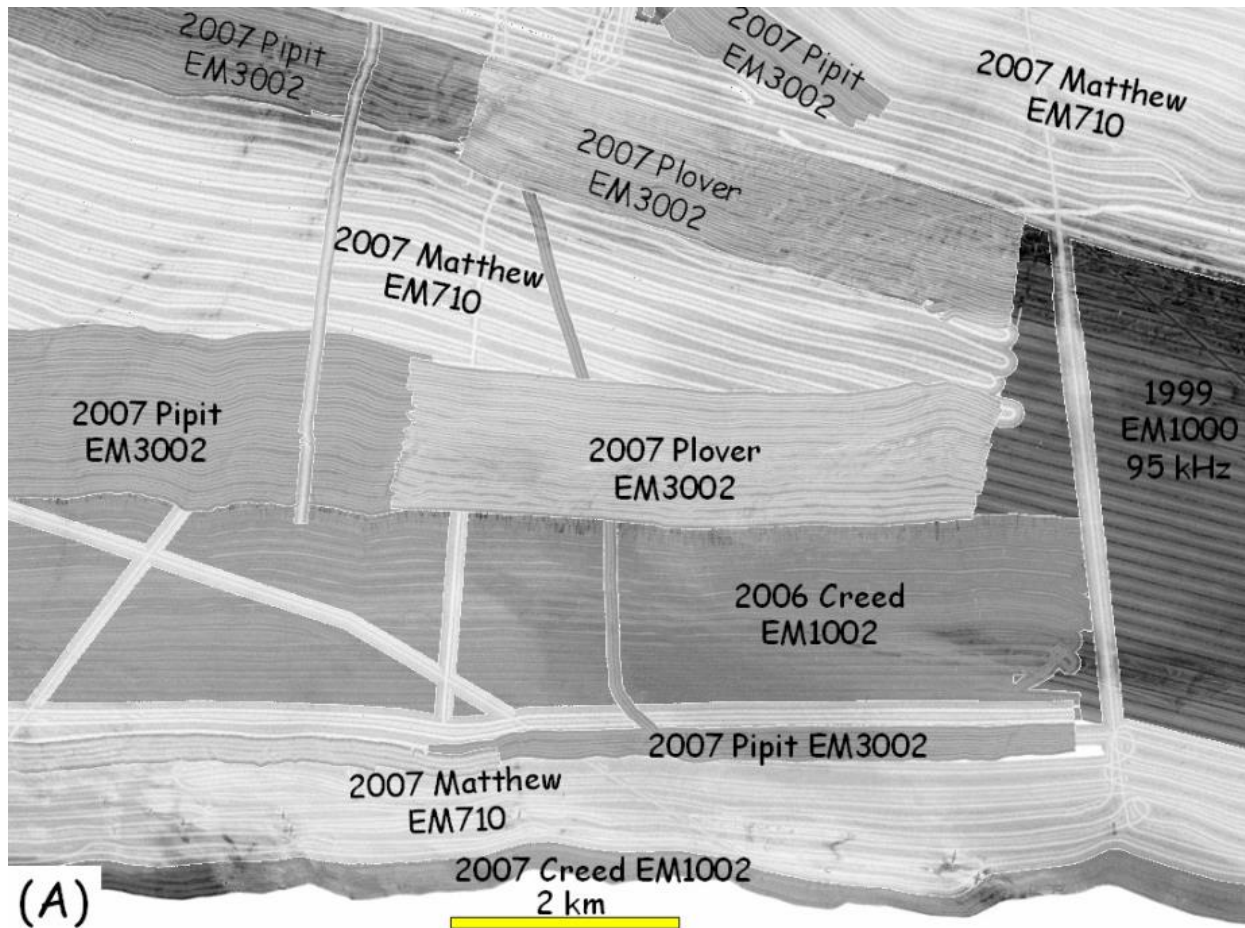 2007 Pipit
EM3002
2007 Pipit
EM3002
2007 Matthew
EM710
2007 Plover
EM3002
2007 Matthew
EM710
2007 Pipit
EM3002
2007 Plover
EM3002
1999
EM1000
95 kHz
2006 Creed
EM1002
2007 Pipit EM3002
2007 Matthew
EM710
2007 Creed EM1002
(A)
2 km